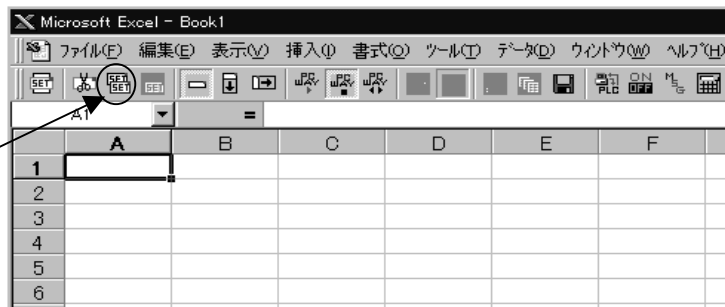 Microsoft Excel - Book1
ファイル(F) 編集(E) 表示(V) 挿入(I) 書式(O) ツール(T) データ(D) ウィンドウ(W) ヘルプ(H)
SET SET SET SET PLC ON OFF
A1 =
A B C D E F
1
2
3
4
5
6